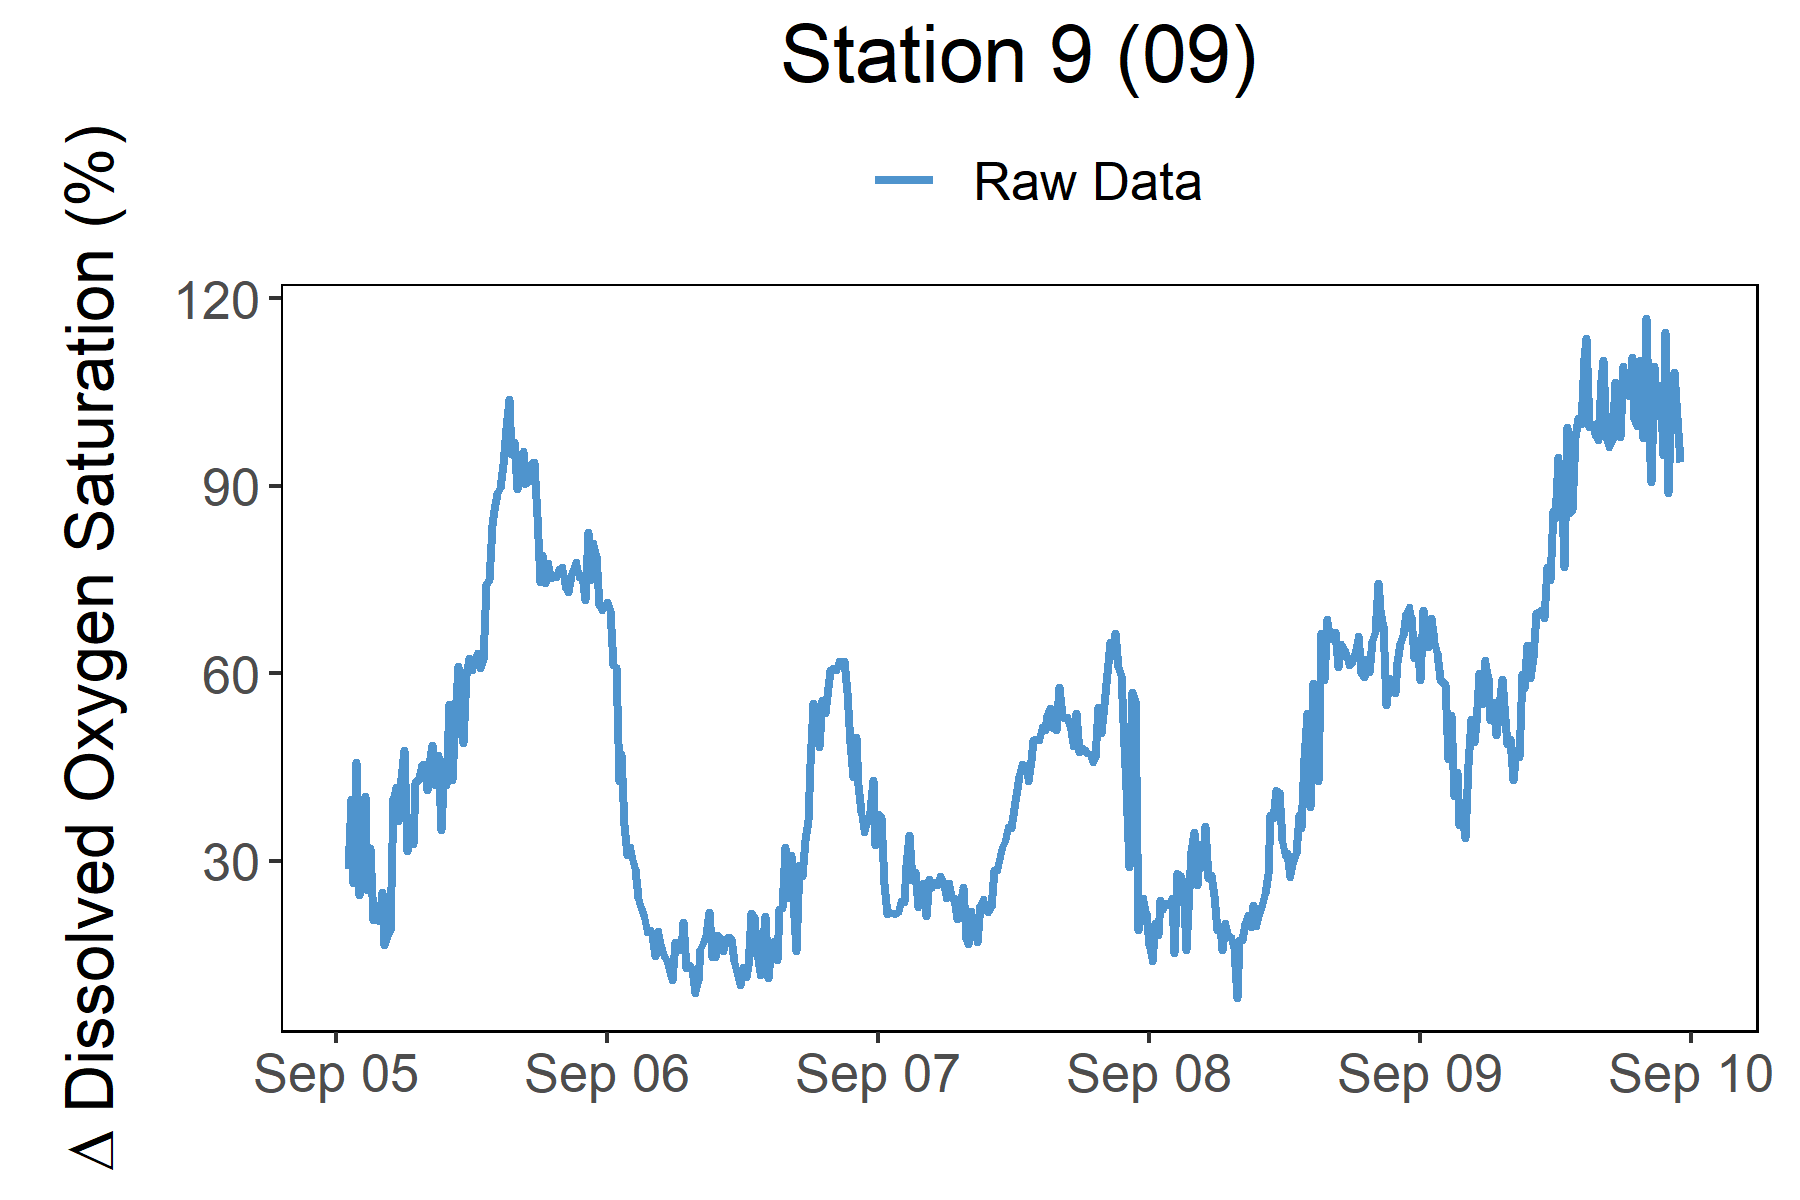 Station 9 (09)
Raw Data
Δ Dissolved Oxygen Saturation (%)
120
90
60
30
Sep 05 Sep 06 Sep 07 Sep 08 Sep 09 Sep 10